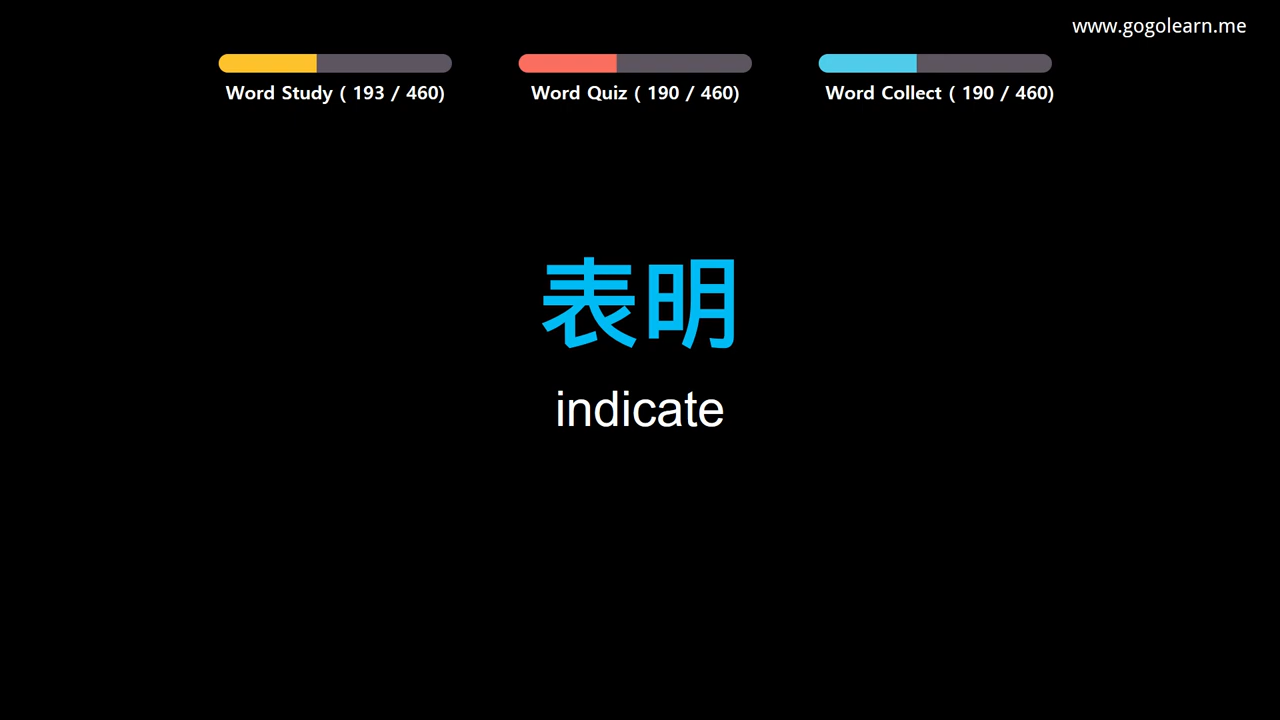 www.gogolearn.me
Word Study ( 193 / 460)
Word Quiz ( 190 / 460)
Word Collect ( 190 / 460)
表明
indicate